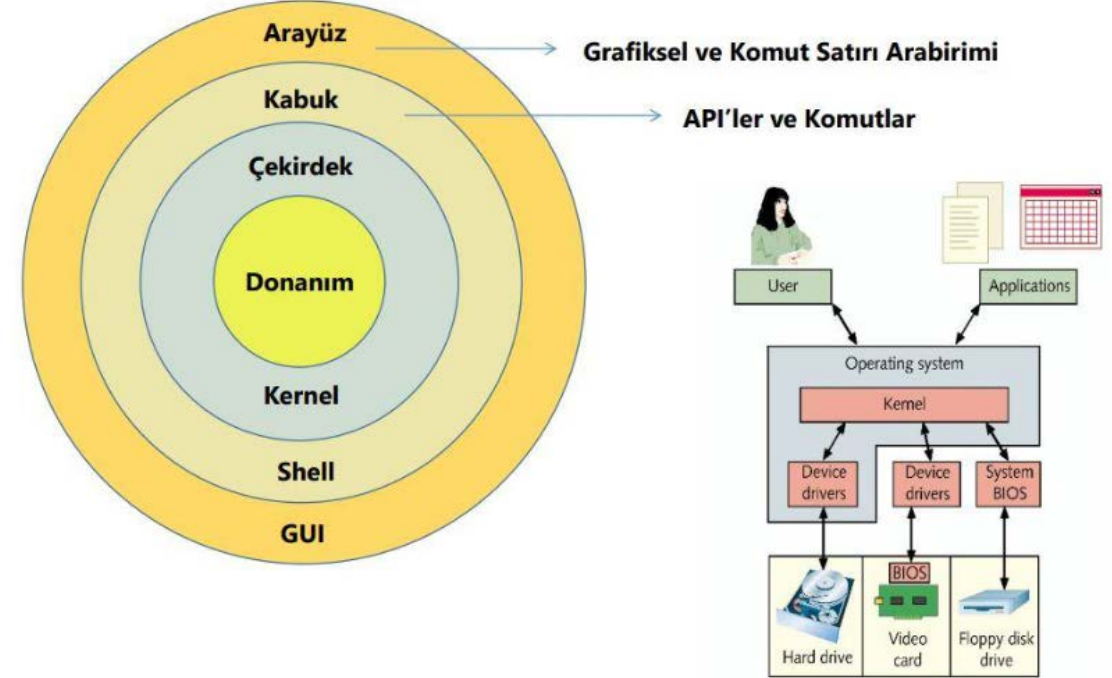 Arayüz
Grafiksel ve Komut Satırı Arabirimi
Kabuk
API’ler ve Komutlar
Çekirdek
Donanım
Kernel
Shell
GUI
User
Applications
Operating system
Kernel
Device
drivers
Device
drivers
System
BIOS
BIOS
Hard drive
Video
card
Floppy disk
drive